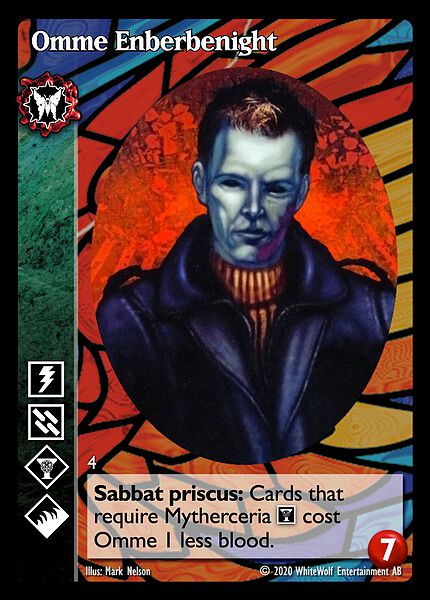 Omme Enberbenight
4
Sabbat priscus: Cards that
require Mytherceria cost
Omme 1 less blood.
7
Illus: Mark Nelson © 2020 WhiteWolf Entertainment AB